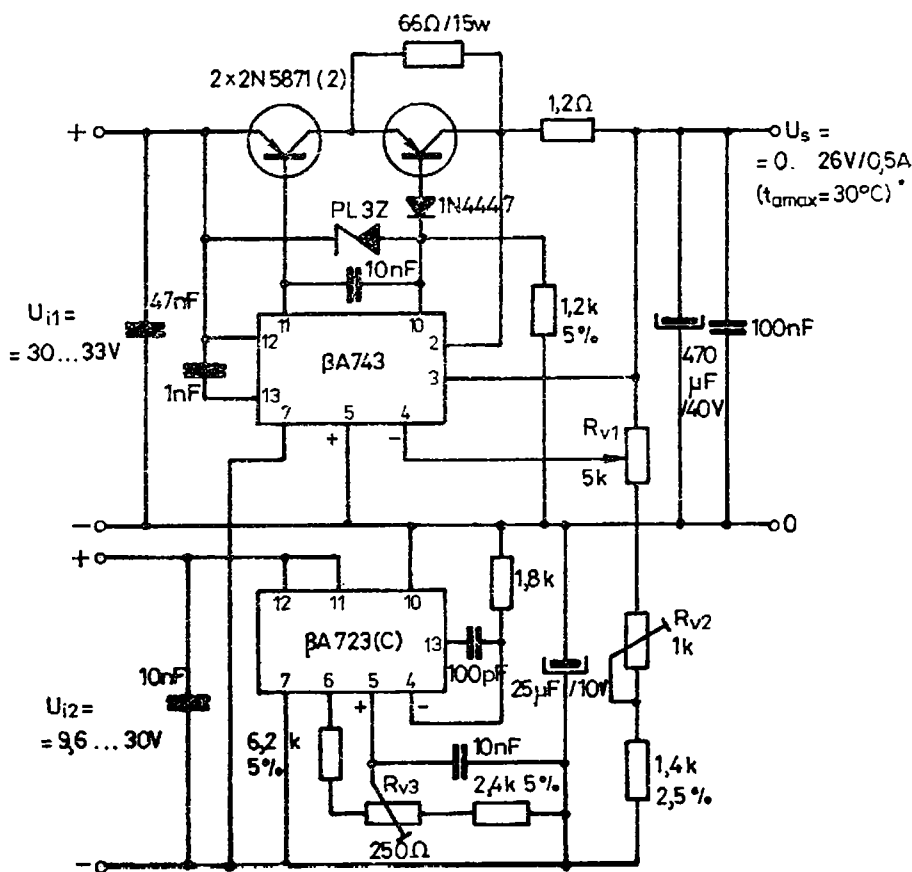 66Ω/15w
2×2N5871(2)
1,2Ω
+
Us =
= 0. 26V/0,5A
(tamax=30°C)
PL3Z
1N4447
10nF
47nF
Ui1 =
= 30...33V
1nF
11
10
12
13
βA743
2
3
7
5
4
+
−
1,2k
5%
470
μF
/40V
100nF
Rv1
5k
−
0
+
12
11
10
βA723(C)
13
7
6
5
4
+
−
1,8k
100pF
25μF/10V
Rv2
1k
10nF
Ui2 =
= 9,6...30V
6,2k
5%
10nF
Rv3
250Ω
2,4k 5%
1,4k
2,5%
−